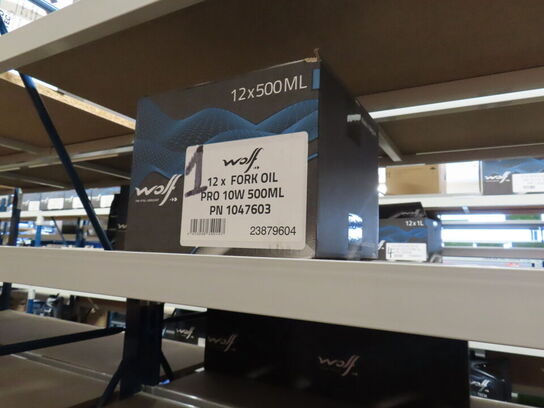 12x500ML
wolf
1
wolf
12 x FORK OIL
PRO 10W 500ML
PN 1047603
23879604
12x1L
wolf
wolf